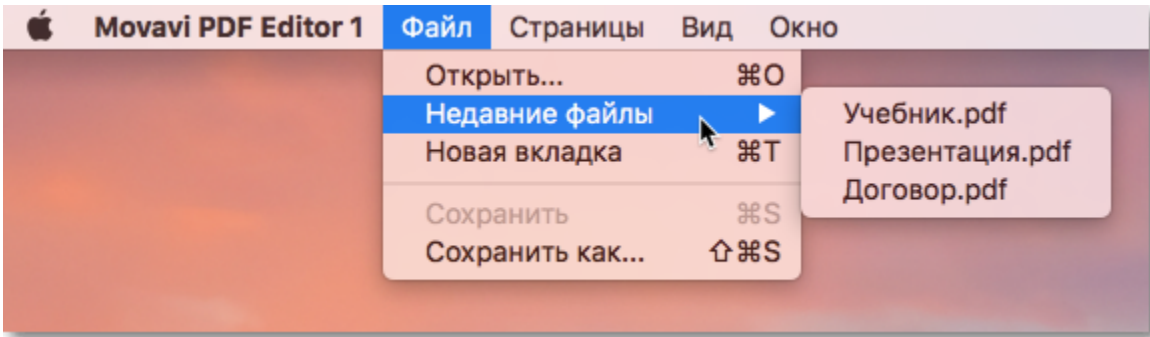 Movavi PDF Editor 1 Файл Страницы Вид Окно
Открыть... ⌘O
Недавние файлы ▶
Новая вкладка ⌘T
Сохранить ⌘S
Сохранить как... ⇧⌘S
Учебник.pdf
Презентация.pdf
Договор.pdf